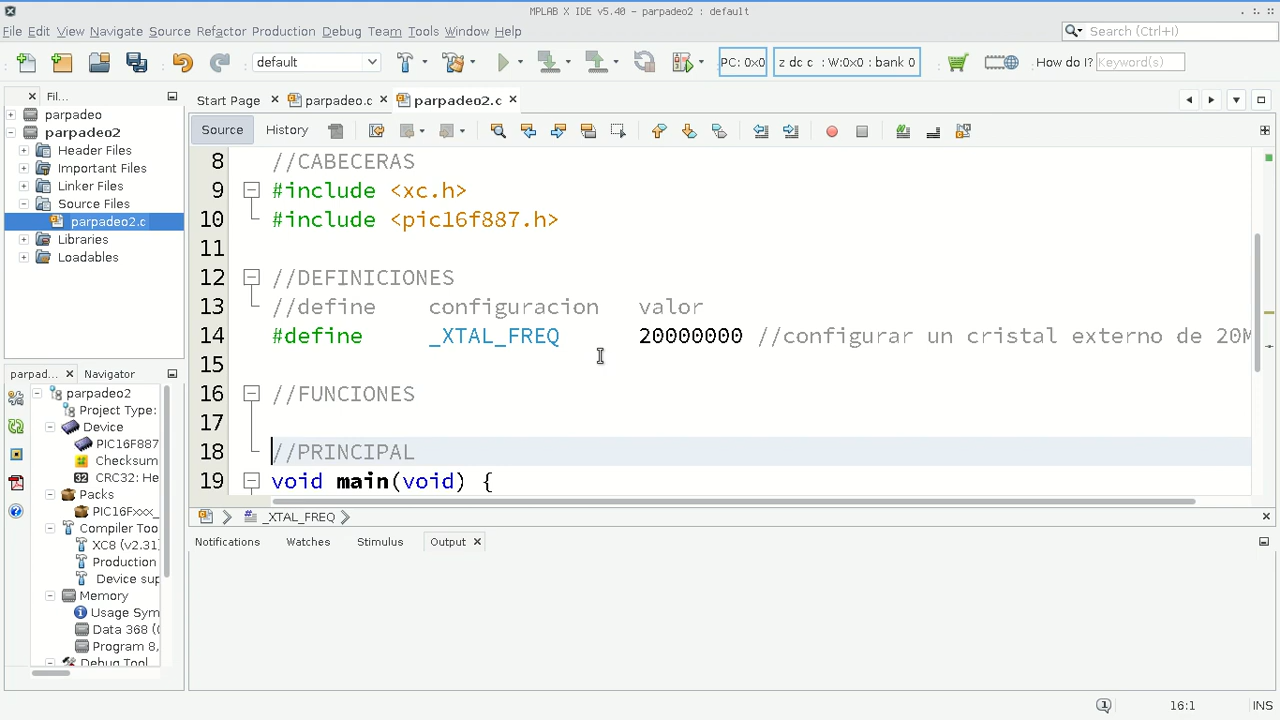 MPLAB X IDE v5.40 - parpadeo2 : default
File Edit View Navigate Source Refactor Production Debug Team Tools Window Help
Search (Ctrl+I)
default
PC: 0x0
z dc c : W:0x0 : bank 0
How do I?
Keyword(s)
Fil...
Start Page
parpadeo.c
parpadeo2.c
parpadeo
parpadeo2
Header Files
Important Files
Linker Files
Source Files
parpadeo2.c
Libraries
Loadables
Source
History
8 //CABECERAS
9 #include <xc.h>
10 #include <pic16f887.h>
11
12 //DEFINICIONES
13 //define configuracion valor
14 #define _XTAL_FREQ 20000000 //configurar un cristal externo de 20M
15
16 //FUNCIONES
17
18 //PRINCIPAL
19 void main(void) {
_XTAL_FREQ
parpad...
Navigator
parpadeo2
Project Type:
Device
PIC16F887
Checksum
CRC32: He
Packs
PIC16Fxxx_
Compiler Too
XC8 (v2.31)
Production
Device sup
Memory
Usage Sym
Data 368 (
Program 8,
Debug Tool
Notifications
Watches
Stimulus
Output
16:1
INS